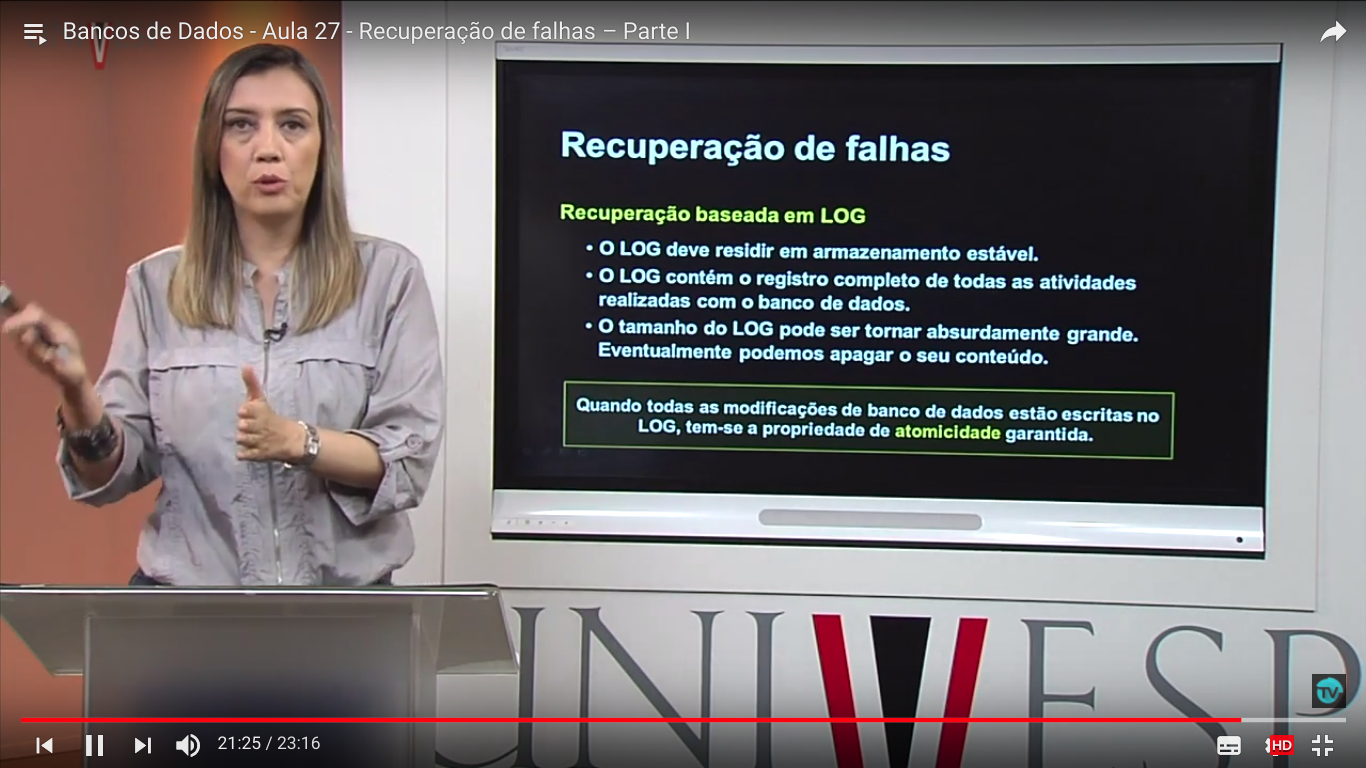 Bancos de Dados - Aula 27 - Recuperação de falhas – Parte I
Recuperação de falhas
Recuperação baseada em LOG
• O LOG deve residir em armazenamento estável.
• O LOG contém o registro completo de todas as atividades
realizadas com o banco de dados.
• O tamanho do LOG pode ser tornar absurdamente grande.
Eventualmente podemos apagar o seu conteúdo.
Quando todas as modificações de banco de dados estão escritas no
LOG, tem-se a propriedade de atomicidade garantida.
UNIVESP
TV
21:25 / 23:16
HD